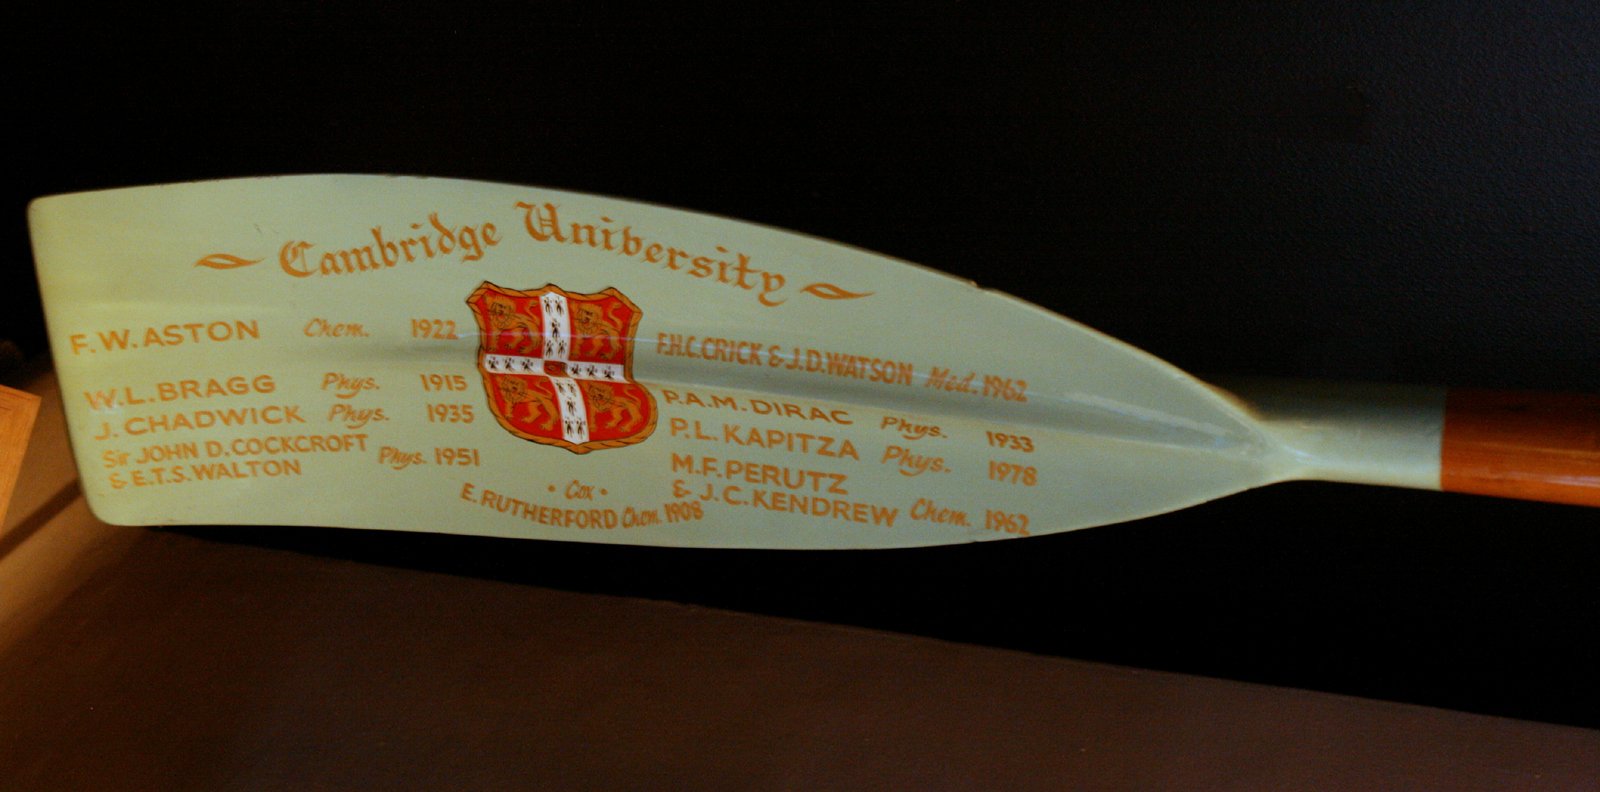 Cambridge University
F.W. ASTON Chem. 1922
W.L. BRAGG Phys. 1915
J. CHADWICK Phys. 1935
Sir JOHN D. COCKCROFT
& E.T.S. WALTON Phys. 1951
F.H.C. CRICK & J.D. WATSON Med. 1962
P.A.M. DIRAC Phys. 1933
P.L. KAPITZA Phys. 1978
M.F. PERUTZ
& J.C. KENDREW Chem. 1962
• Cox •
E. RUTHERFORD Chem. 1908